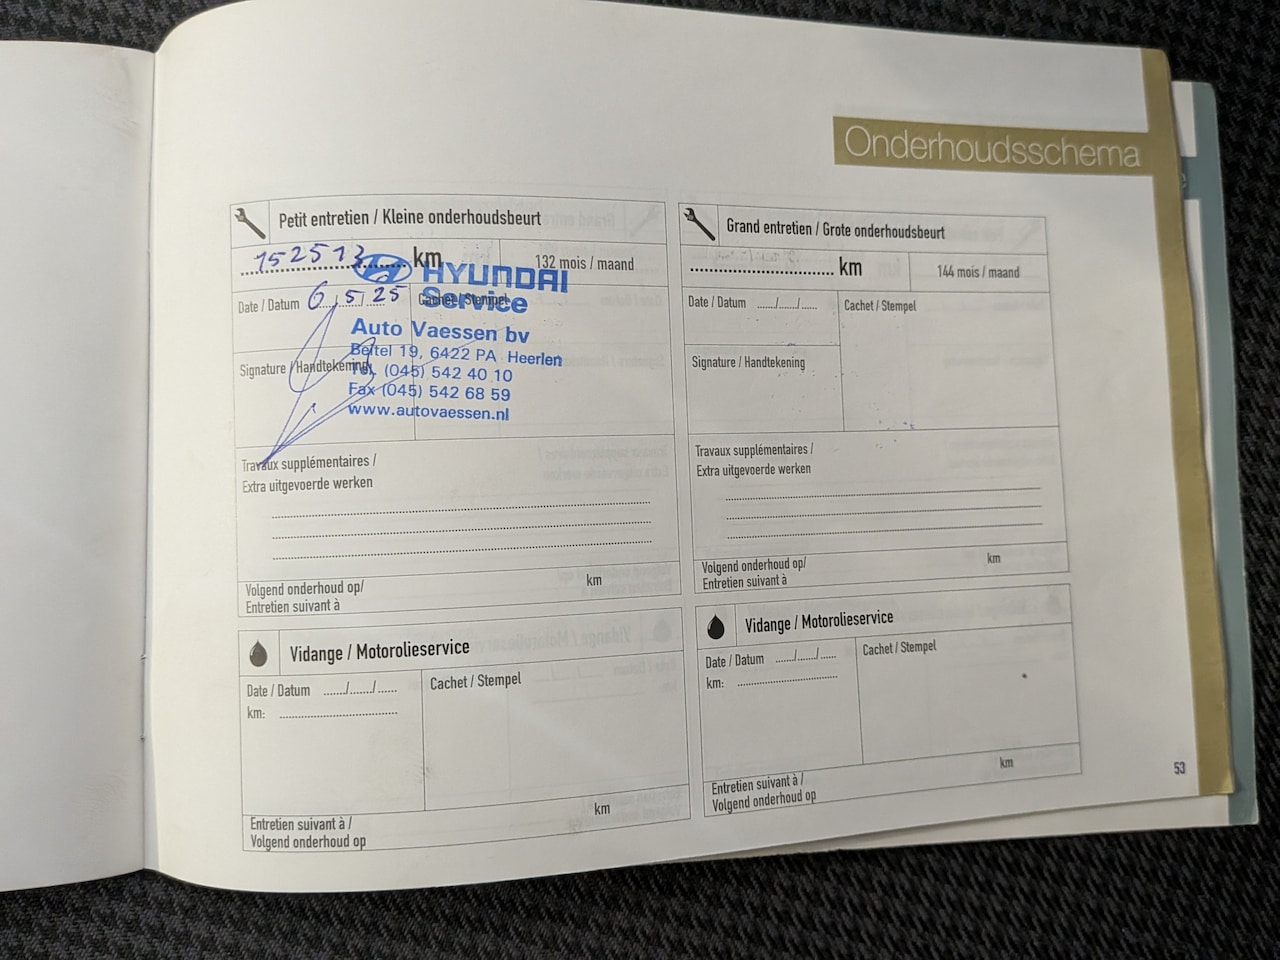 Onderhoudsschema
Petit entretien / Kleine onderhoudsbeurt
152513 km
132 mois / maand
Date / Datum 6/5/25
Cachet / Stempel
HYUNDAI
Service
Auto Vaessen bv
Beitel 19, 6422 PA Heerlen
Tel. (045) 542 40 10
Fax (045) 542 68 59
www.autovaessen.nl
Signature / Handtekening
Travaux supplémentaires /
Extra uitgevoerde werken
Volgend onderhoud op/
Entretien suivant à
km
Grand entretien / Grote onderhoudsbeurt
km
144 mois / maand
Date / Datum ....../....../......
Cachet / Stempel
Signature / Handtekening
Travaux supplémentaires /
Extra uitgevoerde werken
Volgend onderhoud op/
Entretien suivant à
km
Vidange / Motorolieservice
Date / Datum ....../....../......
Cachet / Stempel
km:
km
Entretien suivant à /
Volgend onderhoud op
Vidange / Motorolieservice
Date / Datum ....../....../......
Cachet / Stempel
km:
km
Entretien suivant à /
Volgend onderhoud op
53